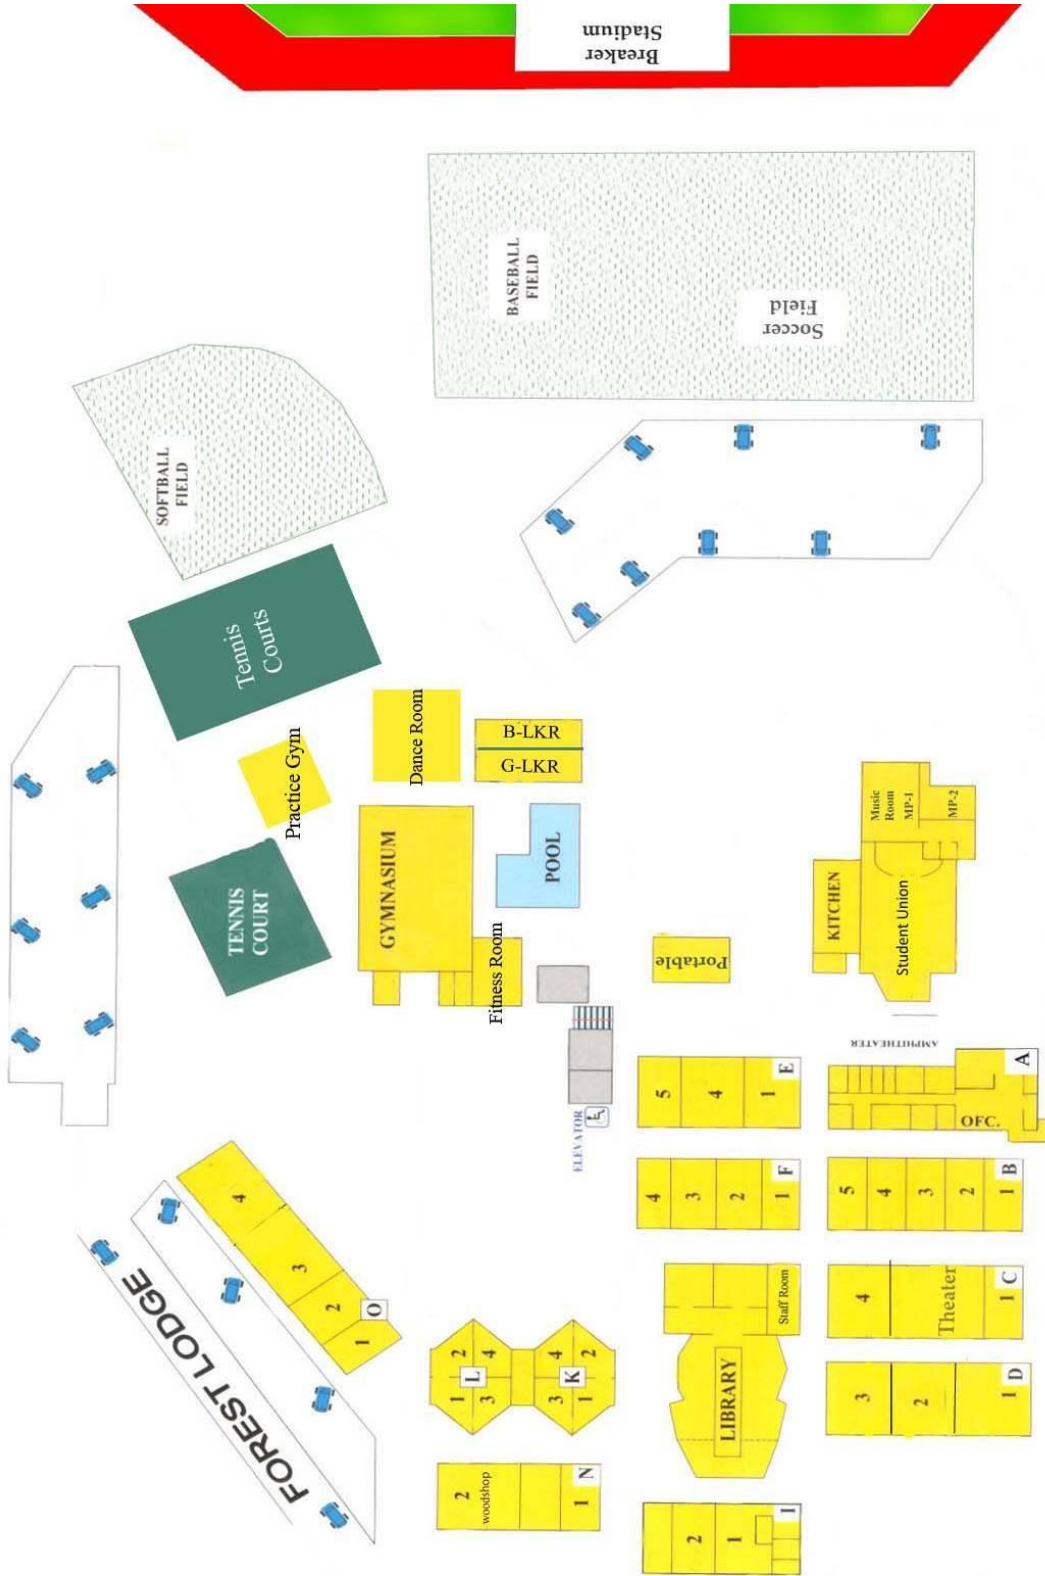 Breaker
Stadium
BASEBALL
FIELD
Soccer
Field
SOFTBALL
FIELD
Tennis
Courts
Practice Gym
Dance Room
B-LKR
G-LKR
TENNIS
COURT
GYMNASIUM
POOL
Fitness Room
Portable
KITCHEN
Music
Room
MP-1
MP-2
Student Union
AMPHITHEATER
ELEVATOR
A
OFC.
E
5
4
1
F
4
3
2
1
B
5
4
3
2
1
C
4
Theater
1
D
3
2
1
Staff Room
LIBRARY
I
2
1
FOREST LODGE
O
4
3
2
1
L
2
4
1
3
K
4
2
3
1
N
2
woodshop
1